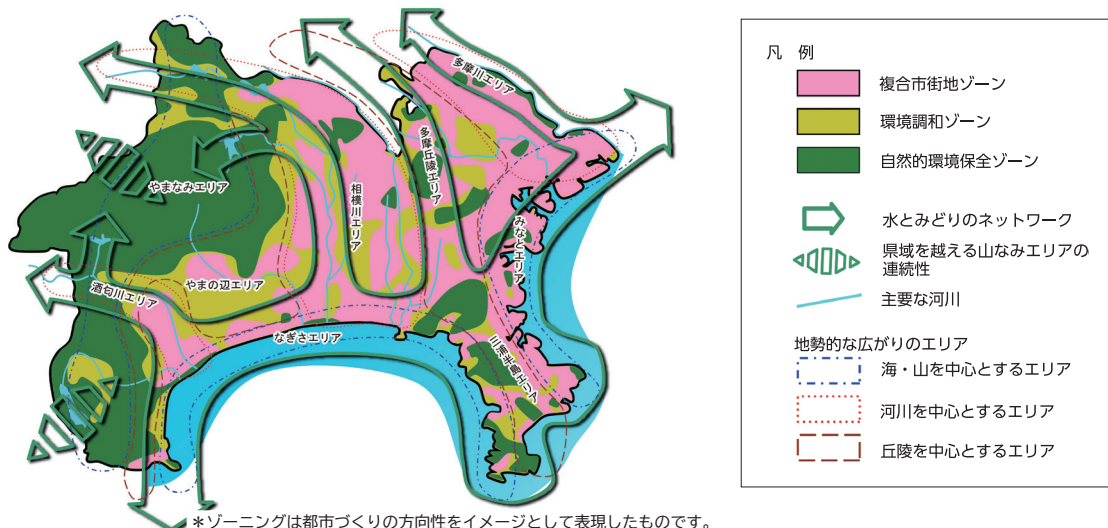 多摩川エリア
多摩丘陵エリア
やまなみエリア
相模川エリア
みなとエリア
やまの辺エリア
酒匂川エリア
なぎさエリア
三浦半島エリア
*ゾーニングは都市づくりの方向性をイメージとして表現したものです。
凡 例
複合市街地ゾーン
環境調和ゾーン
自然的環境保全ゾーン
水とみどりのネットワーク
県域を越える山なみエリアの
連続性
主要な河川
地勢的な広がりのエリア
海・山を中心とするエリア
河川を中心とするエリア
丘陵を中心とするエリア